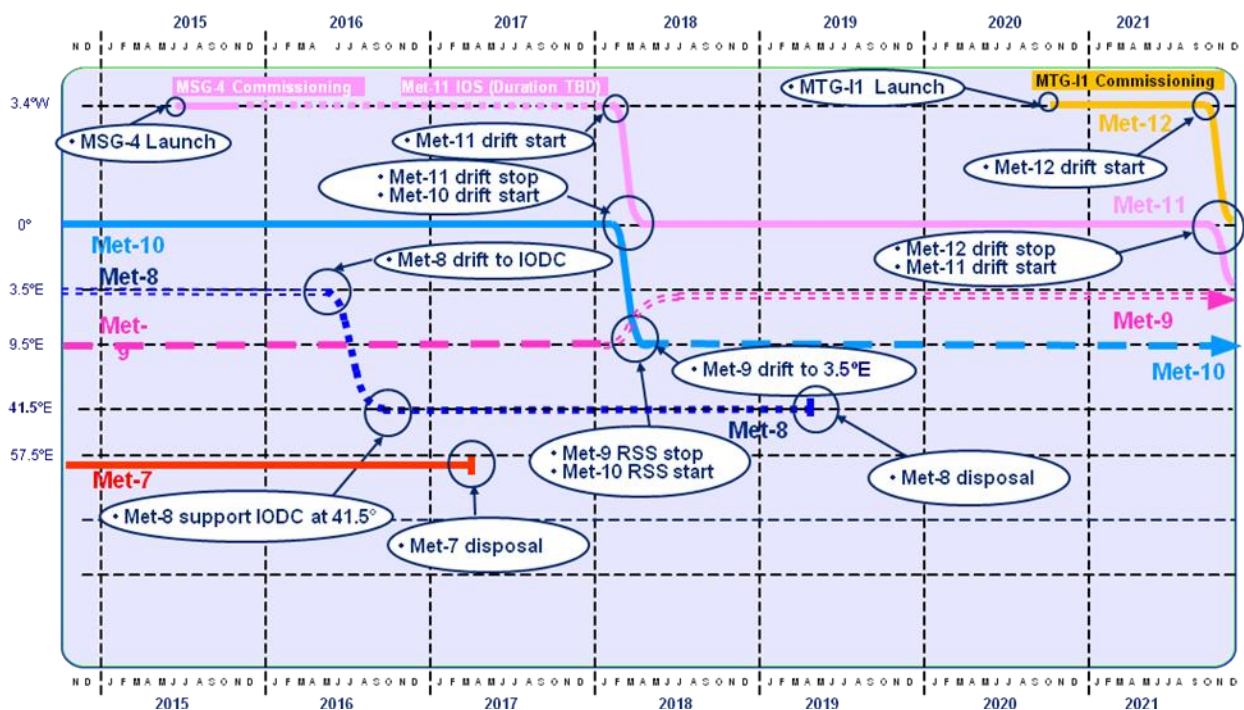 2015 2016 2017 2018 2019 2020 2021
N D J F M A M J J A S O N D J F M A J J A S O N D J F M A M J J A S O N D J F M A M J J A S O N D J F M A M J J A S O N D J F M A M J J A S O N D J F M A M J J A S O N D
MSG-4 Commissioning
Met-11 IOS (Duration TBD)
• MTG-I1 Launch
MTG-I1 Commissioning
3.4°W
Met-12
• MSG-4 Launch
• Met-11 drift start
• Met-12 drift start
• Met-11 drift stop
• Met-10 drift start
Met-11
0°
Met-10
• Met-8 drift to IODC
• Met-12 drift stop
• Met-11 drift start
Met-8
3.5°E
Met-
9
Met-9
9.5°E
• Met-9 drift to 3.5°E
Met-10
41.5°E
Met-8
57.5°E
• Met-9 RSS stop
• Met-10 RSS start
Met-7
• Met-8 disposal
• Met-8 support IODC at 41.5°
• Met-7 disposal
N D J F M A M J J A S O N D J F M A M J J A S O N D J F M A M J J A S O N D J F M A M J J A S O N D J F M A M J J A S O N D J F M A M J J A S O N D J F M A M J J A S O N D
2015 2016 2017 2018 2019 2020 2021